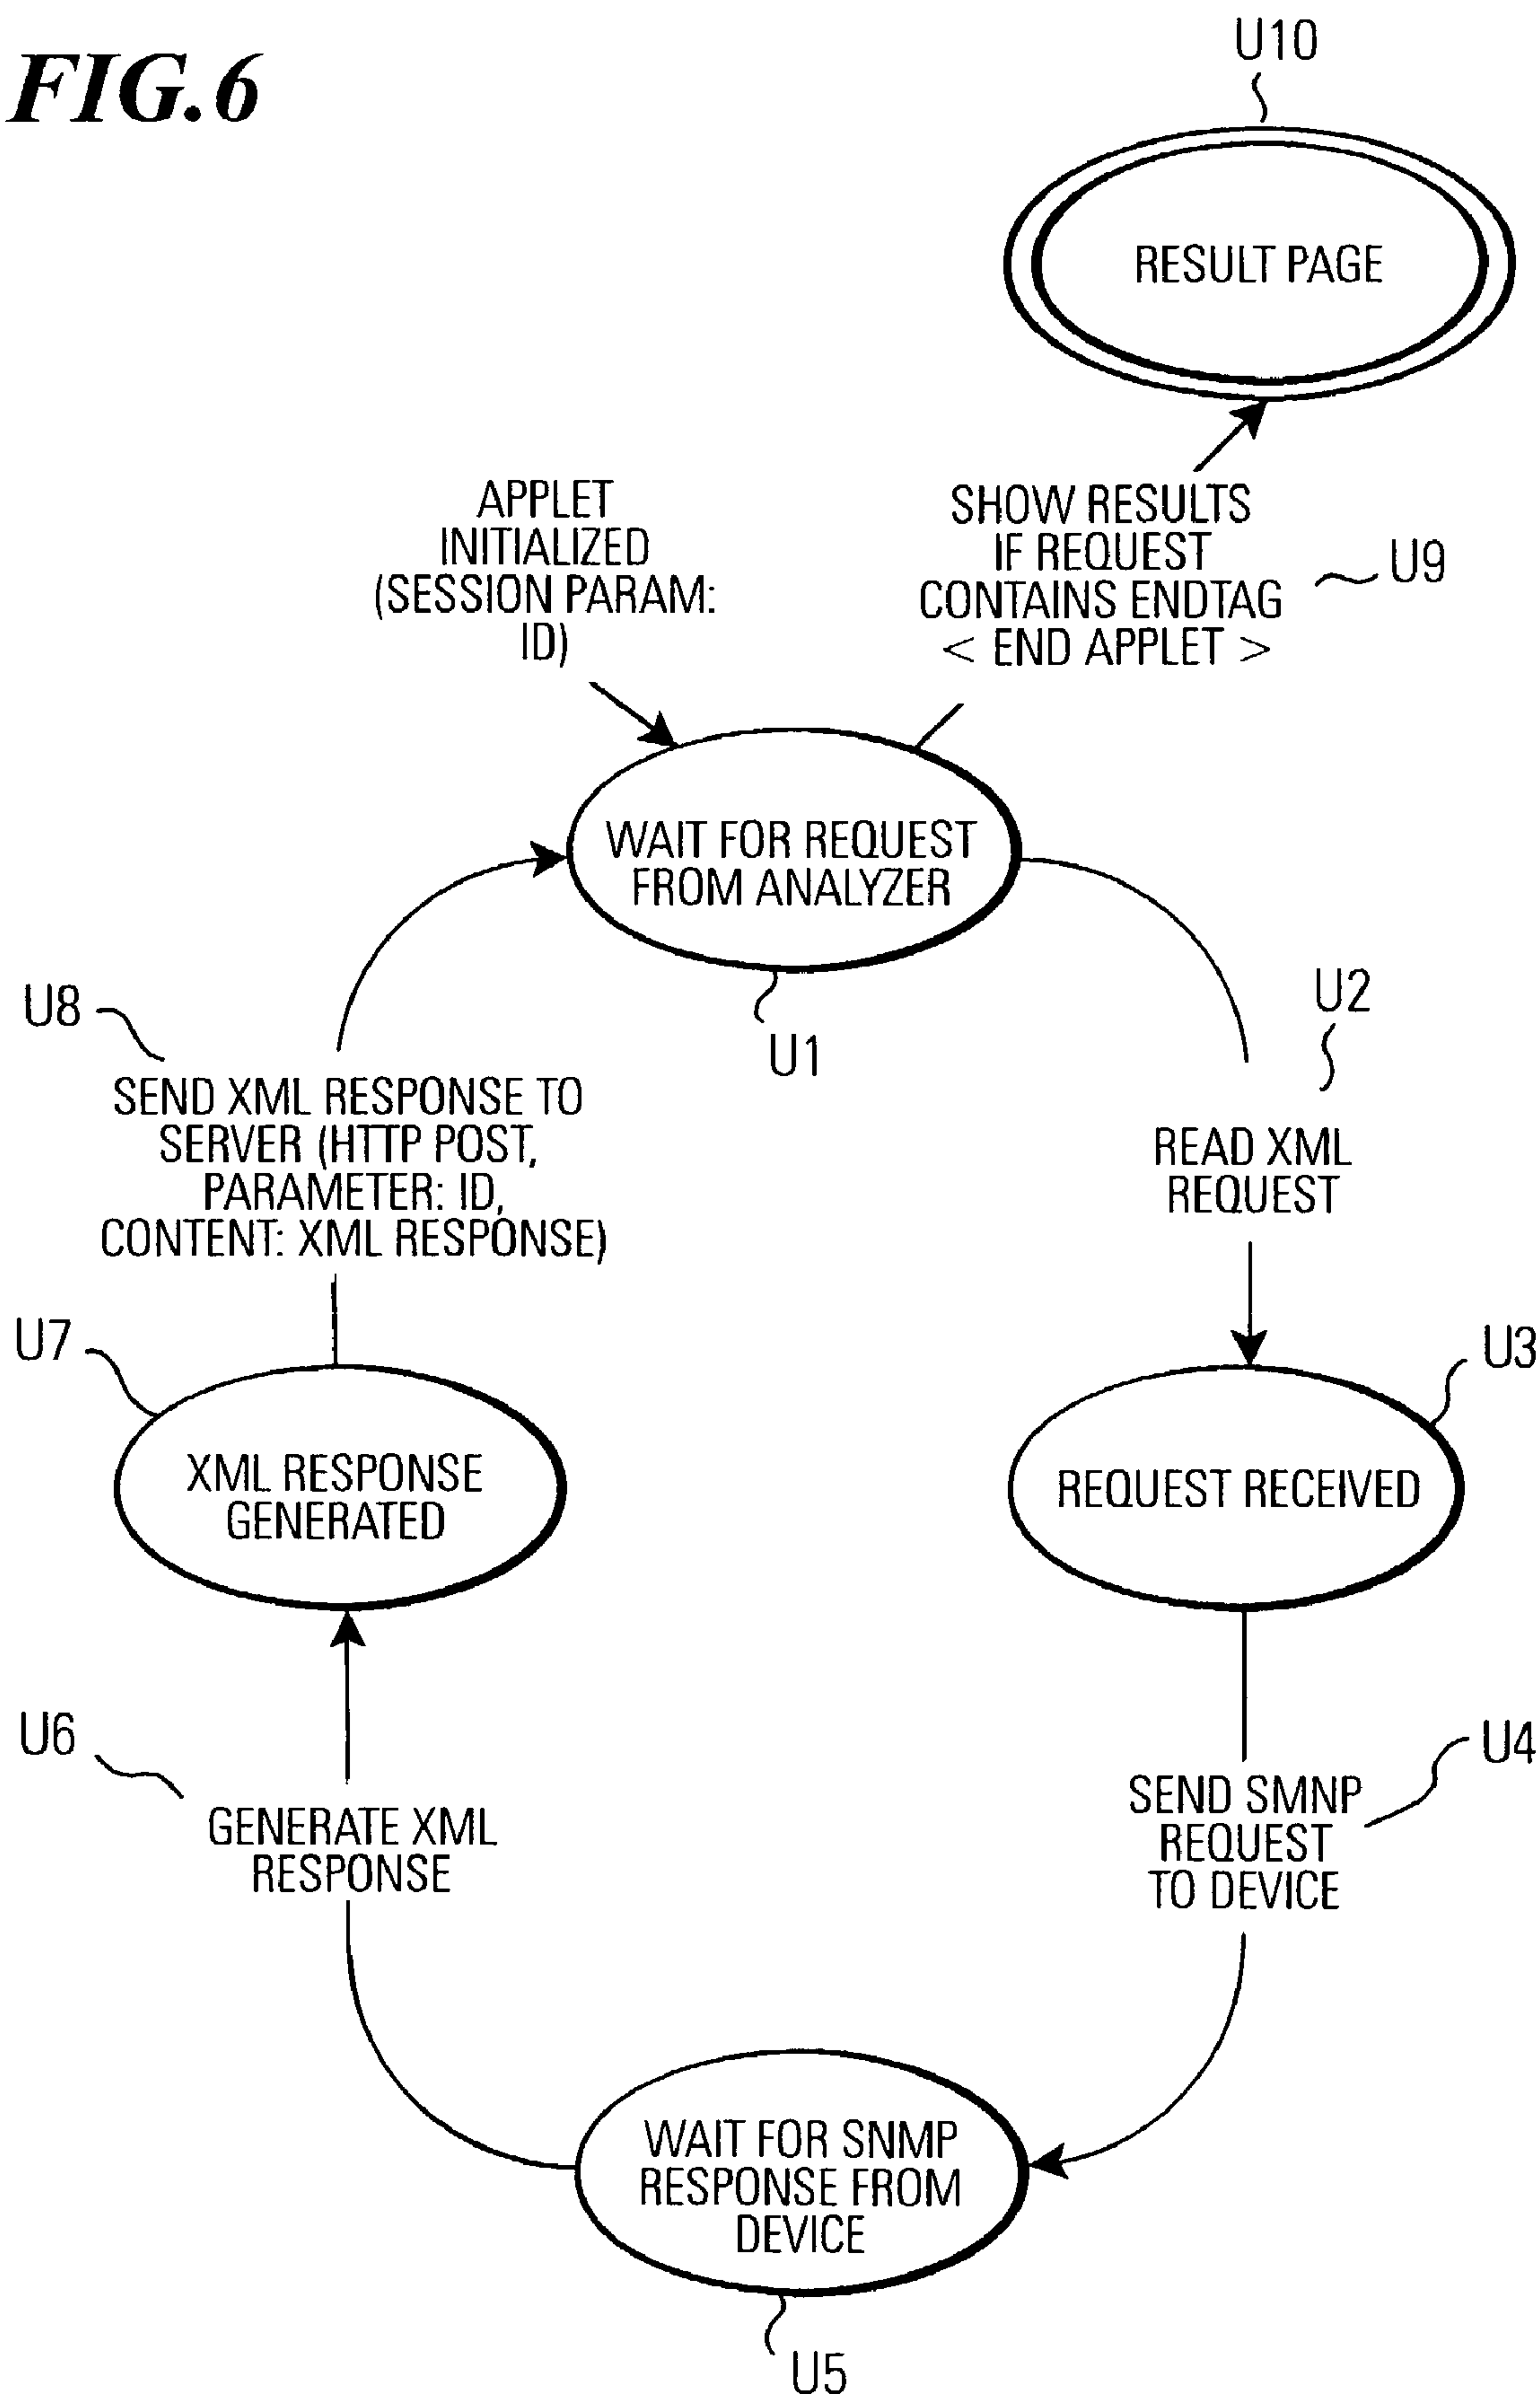 FIG.6
U10
RESULT PAGE
APPLET
INITIALIZED
(SESSION PARAM:
ID)
SHOW RESULTS
IF REQUEST
CONTAINS ENDTAG
< END APPLET >
U9
WAIT FOR REQUEST
FROM ANALYZER
U1
U8
SEND XML RESPONSE TO
SERVER (HTTP POST,
PARAMETER: ID,
CONTENT: XML RESPONSE)
U2
READ XML
REQUEST
U7
XML RESPONSE
GENERATED
U3
REQUEST RECEIVED
U6
GENERATE XML
RESPONSE
U4
SEND SMNP
REQUEST
TO DEVICE
WAIT FOR SNMP
RESPONSE FROM
DEVICE
U5